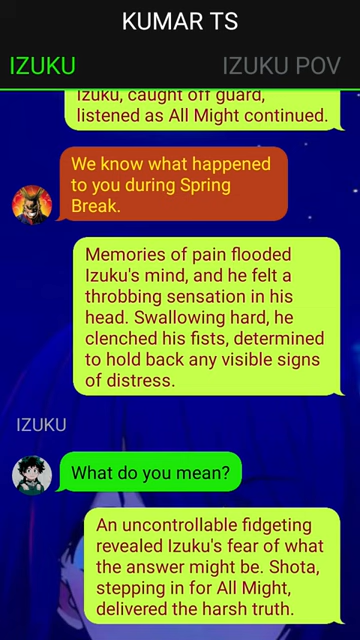 KUMAR TS
IZUKU IZUKU POV
Izuku, caught off guard,
listened as All Might continued.
We know what happened
to you during Spring
Break.
Memories of pain flooded
Izuku's mind, and he felt a
throbbing sensation in his
head. Swallowing hard, he
clenched his fists, determined
to hold back any visible signs
of distress.
IZUKU
What do you mean?
An uncontrollable fidgeting
revealed Izuku's fear of what
the answer might be. Shota,
stepping in for All Might,
delivered the harsh truth.